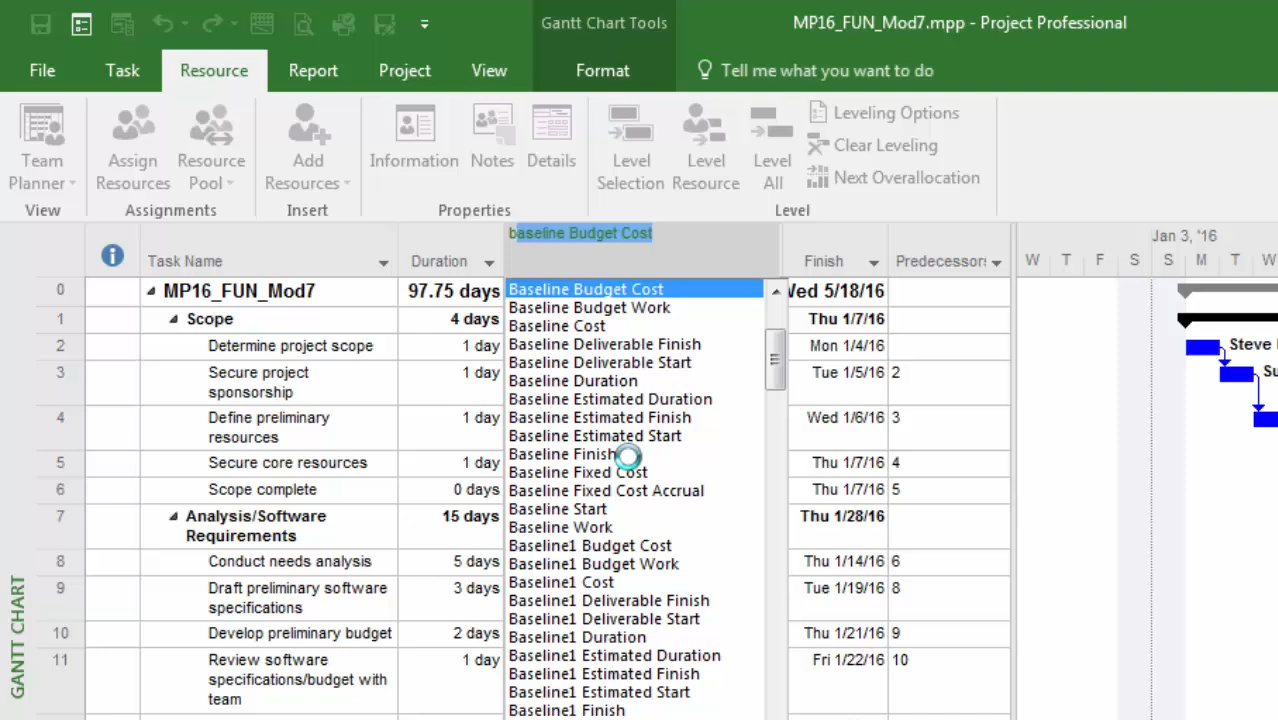 Gantt Chart Tools
MP16_FUN_Mod7.mpp - Project Professional
File Task Resource Report Project View Format Tell me what you want to do
Team Planner
Assign Resources
Resource Pool
Add Resources
Information
Notes
Details
Level Selection
Level Resource
Level All
Leveling Options
Clear Leveling
Next Overallocation
View Assignments Insert Properties Level
baseline Budget Cost
Jan 3, '16
Task Name Duration Finish Predecessors W T F S S M T W
0 MP16_FUN_Mod7 97.75 days Wed 5/18/16
1 Scope 4 days Thu 1/7/16
2 Determine project scope 1 day Mon 1/4/16 Steve
3 Secure project sponsorship 1 day Tue 1/5/16 2
4 Define preliminary resources 1 day Wed 1/6/16 3
5 Secure core resources 1 day Thu 1/7/16 4
6 Scope complete 0 days Thu 1/7/16 5
7 Analysis/Software Requirements 15 days Thu 1/28/16
8 Conduct needs analysis 5 days Thu 1/14/16 6
9 Draft preliminary software specifications 3 days Tue 1/19/16 8
10 Develop preliminary budget 2 days Thu 1/21/16 9
11 Review software specifications/budget with team 1 day Fri 1/22/16 10
Baseline Budget Cost
Baseline Budget Work
Baseline Cost
Baseline Deliverable Finish
Baseline Deliverable Start
Baseline Duration
Baseline Estimated Duration
Baseline Estimated Finish
Baseline Estimated Start
Baseline Finish
Baseline Fixed Cost
Baseline Fixed Cost Accrual
Baseline Start
Baseline Work
Baseline1 Budget Cost
Baseline1 Budget Work
Baseline1 Cost
Baseline1 Deliverable Finish
Baseline1 Deliverable Start
Baseline1 Duration
Baseline1 Estimated Duration
Baseline1 Estimated Finish
Baseline1 Estimated Start
Baseline1 Finish
GANTT CHART